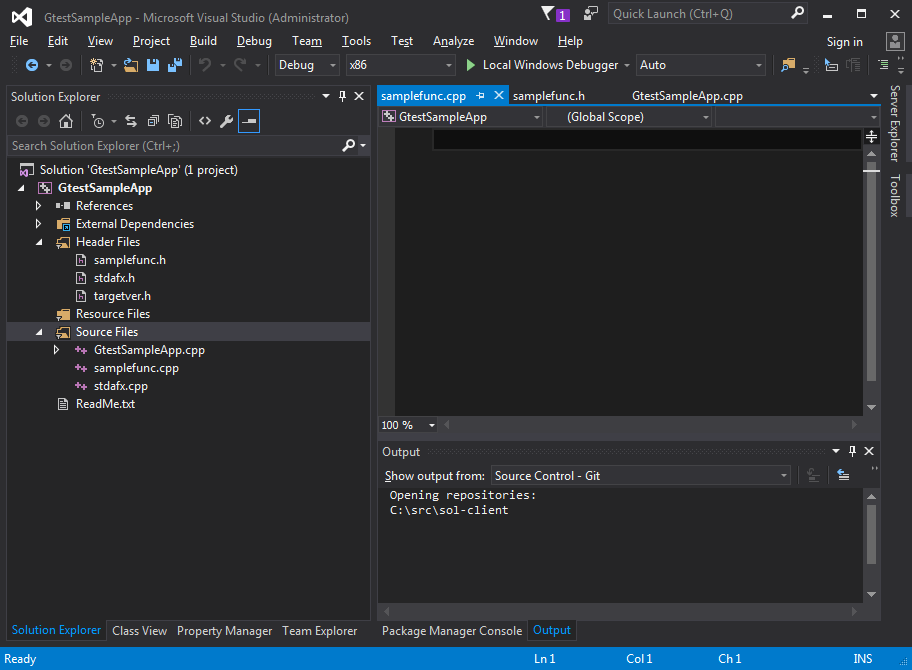 GtestSampleApp - Microsoft Visual Studio (Administrator)
1
Quick Launch (Ctrl+Q)
File Edit View Project Build Debug Team Tools Test Analyze Window Help
Sign in
Debug x86 Local Windows Debugger Auto
Solution Explorer
Search Solution Explorer (Ctrl+;)
Solution 'GtestSampleApp' (1 project)
GtestSampleApp
References
External Dependencies
Header Files
samplefunc.h
stdafx.h
targetver.h
Resource Files
Source Files
GtestSampleApp.cpp
samplefunc.cpp
stdafx.cpp
ReadMe.txt
Solution Explorer Class View Property Manager Team Explorer
samplefunc.cpp samplefunc.h GtestSampleApp.cpp
GtestSampleApp (Global Scope)
100 %
Output
Show output from: Source Control - Git
Opening repositories:
C:\src\sol-client
Package Manager Console Output
Server Explorer
Toolbox
Ready Ln 1 Col 1 Ch 1 INS